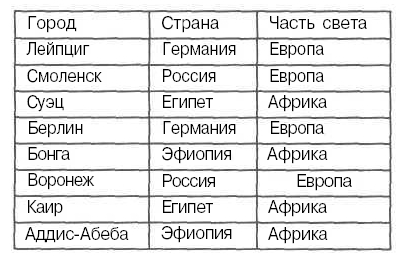 Город Страна Часть света
Лейпциг Германия Европа
Смоленск Россия Европа
Суэц Египет Африка
Берлин Германия Европа
Бонга Эфиопия Африка
Воронеж Россия Европа
Каир Египет Африка
Аддис-Абеба Эфиопия Африка